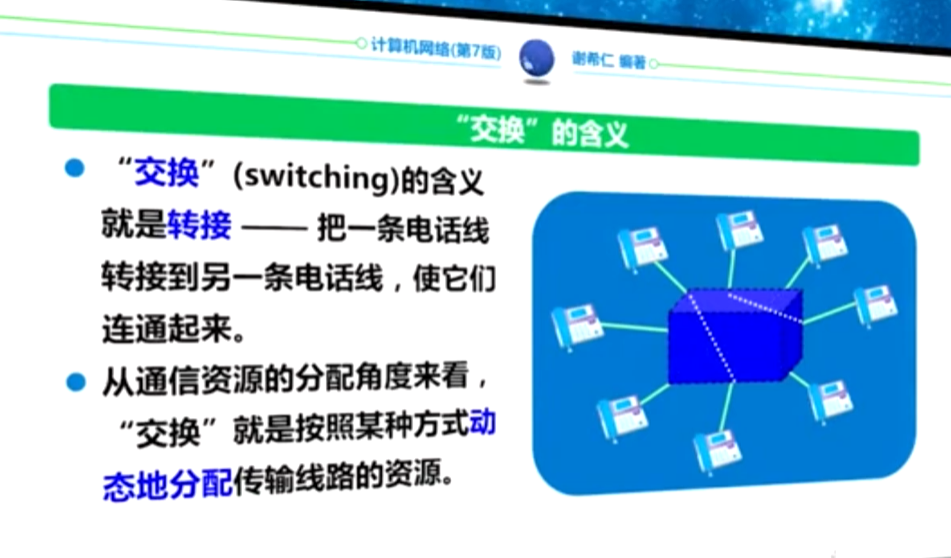 计算机网络(第7版)
谢希仁 编著
“交换”的含义
“交换”(switching)的含义
就是转接 —— 把一条电话线
转接到另一条电话线，使它们
连通起来。
从通信资源的分配角度来看，
“交换”就是按照某种方式动
态地分配传输线路的资源。